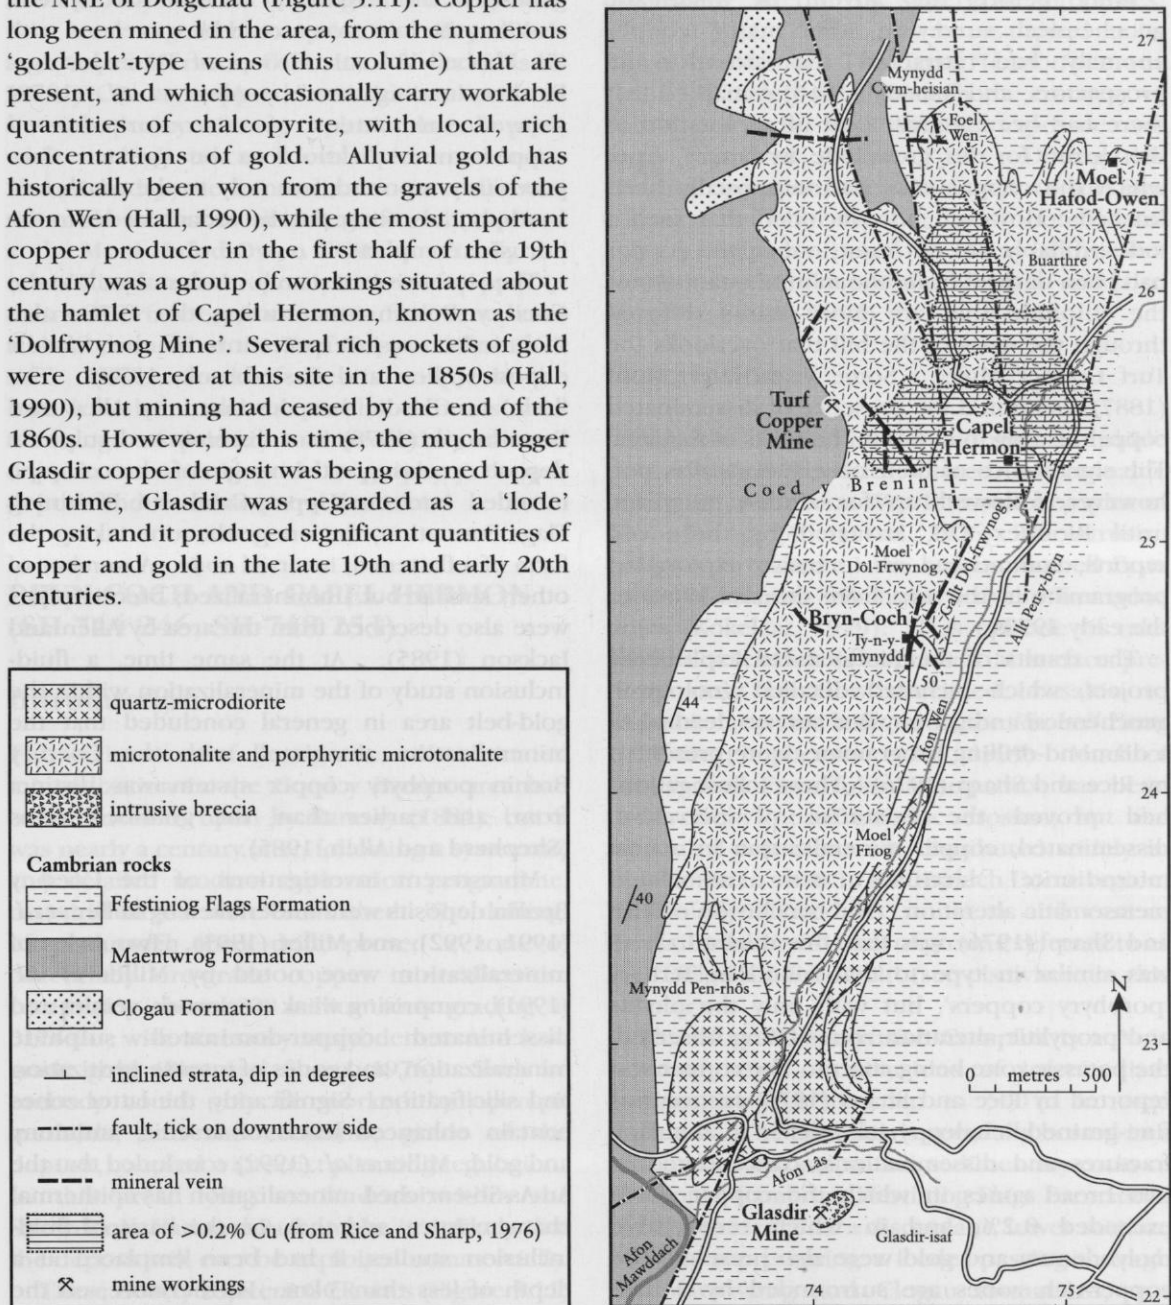 the NNE of Dolgellau (Figure 5.11). Copper has
long been mined in the area, from the numerous
'gold-belt'-type veins (this volume) that are
present, and which occasionally carry workable
quantities of chalcopyrite, with local, rich
concentrations of gold. Alluvial gold has
historically been won from the gravels of the
Afon Wen (Hall, 1990), while the most important
copper producer in the first half of the 19th
century was a group of workings situated about
the hamlet of Capel Hermon, known as the
'Dolfrwynog Mine'. Several rich pockets of gold
were discovered at this site in the 1850s (Hall,
1990), but mining had ceased by the end of the
1860s. However, by this time, the much bigger
Glasdir copper deposit was being opened up. At
the time, Glasdir was regarded as a 'lode'
deposit, and it produced significant quantities of
copper and gold in the late 19th and early 20th
centuries.
quartz-microdiorite
microtonalite and porphyritic microtonalite
intrusive breccia
Cambrian rocks
Ffestiniog Flags Formation
Maentwrog Formation
Clogau Formation
inclined strata, dip in degrees
fault, tick on downthrow side
mineral vein
area of >0.2% Cu (from Rice and Sharp, 1976)
mine workings
27
Mynydd
Cwm-heisian
Foel
Wen
Moel
Hafod-Owen
Buarthre
26
Turf
Copper
Mine
Capel
Hermon
Coed y Brenin
25
Moel
Dôl-Frwynog
Gallt Dôl-frwynog
Aft Pen-y-bryn
Bryn-Coch
Ty-n'-
mynydd
50
44
Afon Wen
24
Moel
Friog
40
Mynydd Pen-rhôs
N
23
0 metres 500
Afon Lâs
Glasdir
Mine
Glasdir-isaf
Afon
Mawddach
74
75
22